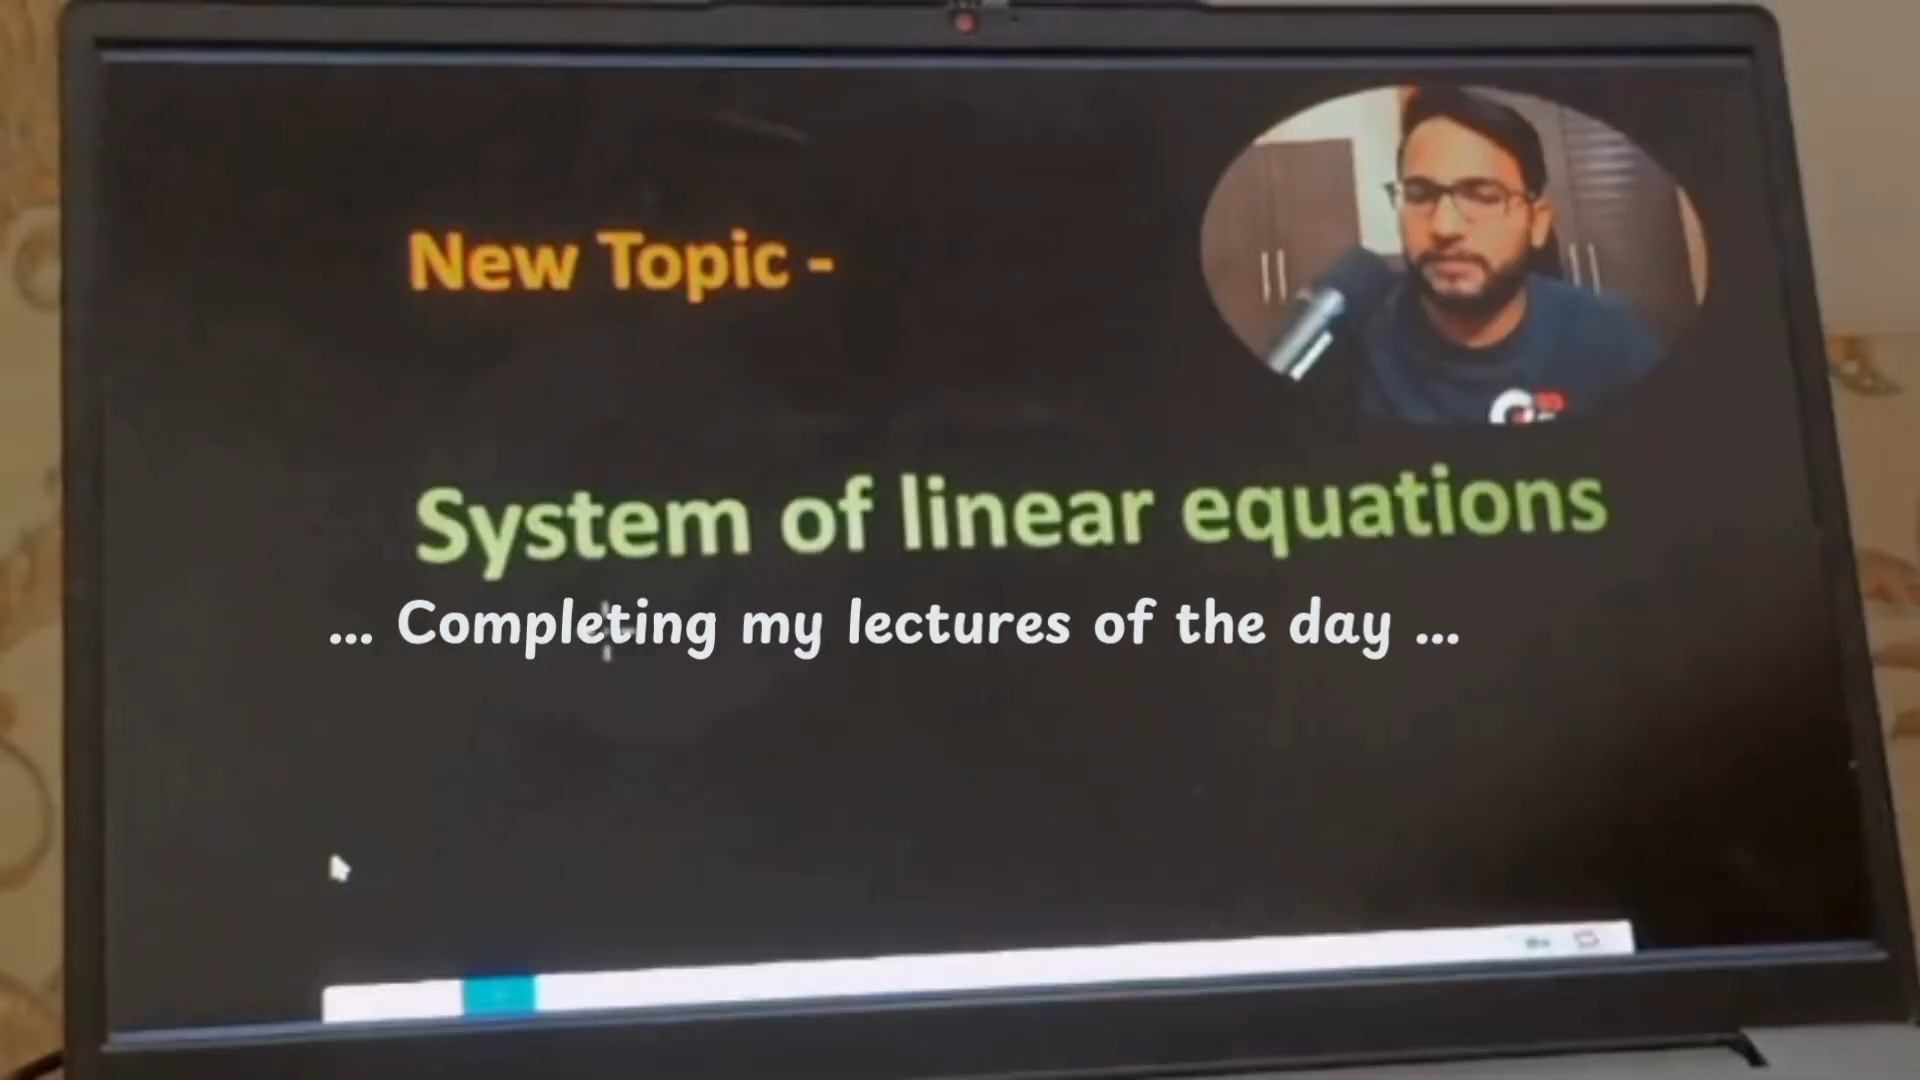 New Topic -
System of linear equations
... Completing my lectures of the day ...